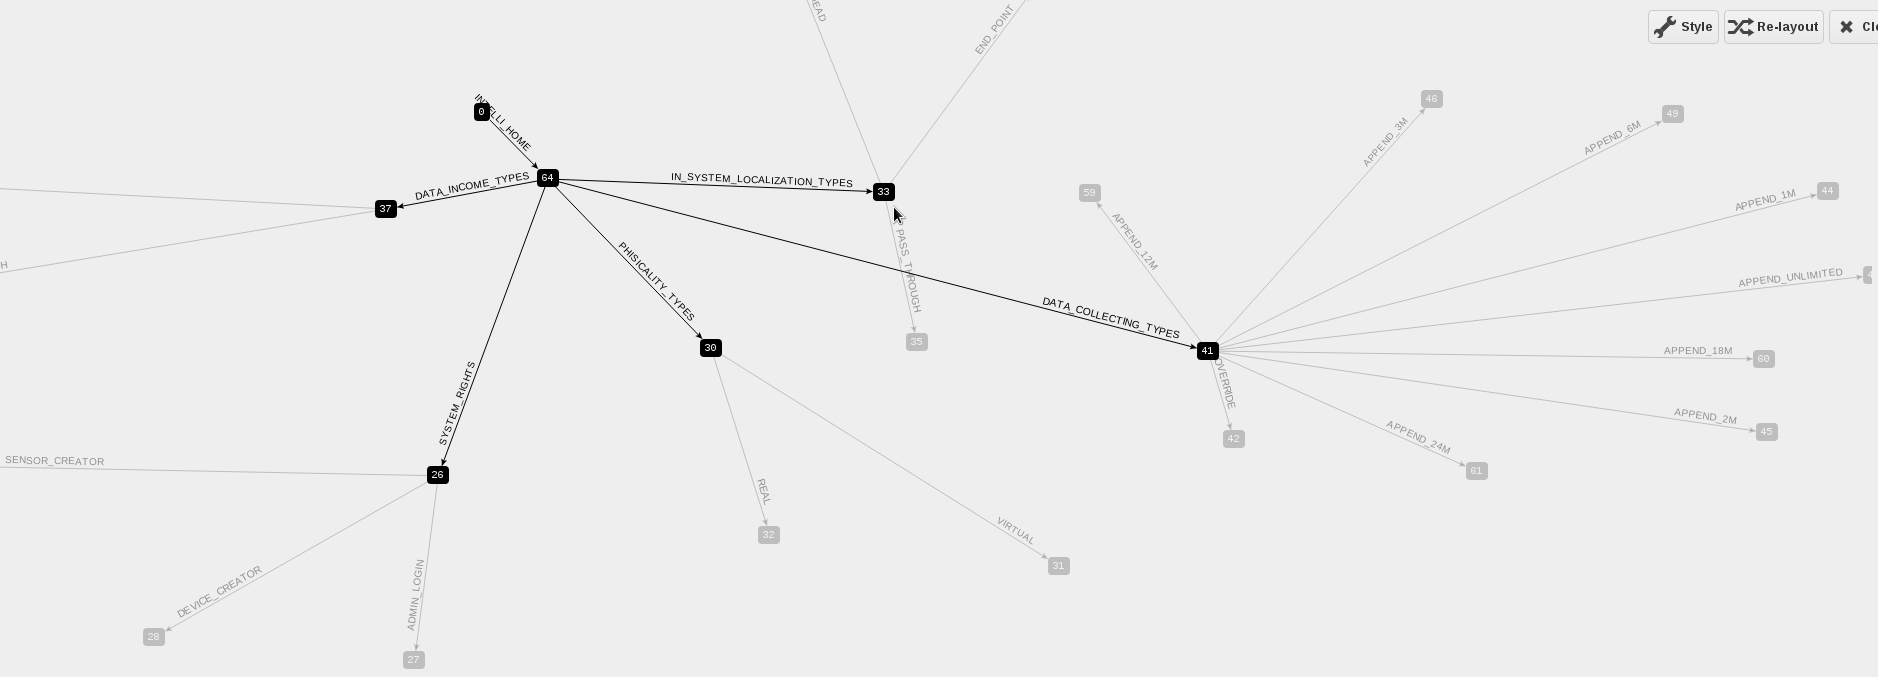 Style
Re-layout
END_POINT
0
INTELLI_HOME
64
DATA_INCOME_TYPES
37
IN_SYSTEM_LOCALIZATION_TYPES
33
PASS_THROUGH
35
PHISICALITY_TYPES
30
DATA_COLLECTING_TYPES
41
SYSTEM_RIGHTS
26
SENSOR_CREATOR
DEVICE_CREATOR
28
ADMIN_LOGIN
27
REAL
32
VIRTUAL
31
59
APPEND_12M
APPEND_3M
46
APPEND_6M
49
APPEND_1M
44
APPEND_UNLIMITED
APPEND_18M
60
APPEND_2M
45
APPEND_24M
61
OVERRIDE
42